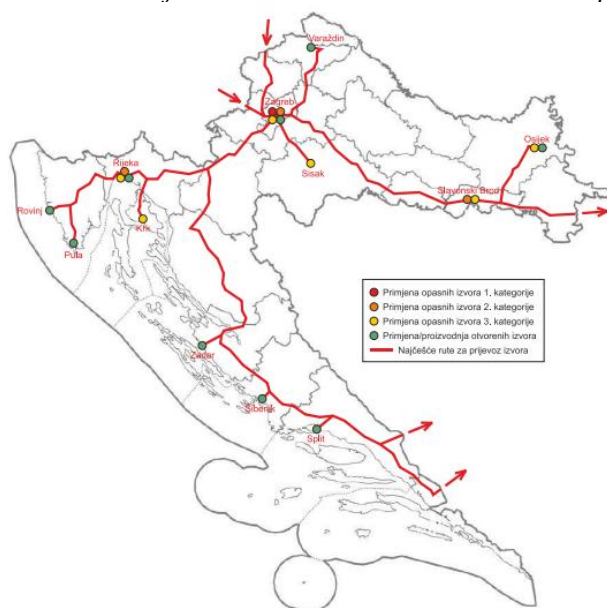 Varaždin
Zagreb
Sisak
Osijek
Slavonski Brod
Rijeka
Rovinj
Krk
Pula
Primjena opasnih izvora 1. kategorije
Primjena opasnih izvora 2. kategorije
Primjena opasnih izvora 3. kategorije
Primjena/proizvodnja otvorenih izvora
Najčešće rute za prijevoz izvora
Zadar
Šibenik
Split